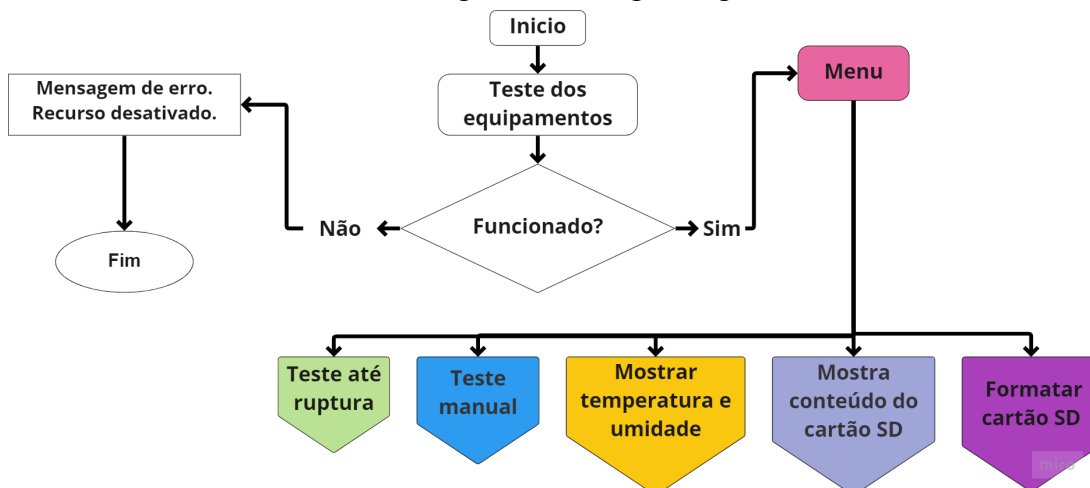 Inicio
Teste dos
equipamentos
Funcionado?
Não
Sim
Mensagem de erro.
Recurso desativado.
Fim
Menu
Teste até
ruptura
Teste
manual
Mostrar
temperatura e
umidade
Mostra
conteúdo do
cartão SD
Formatar
cartão SD
miro